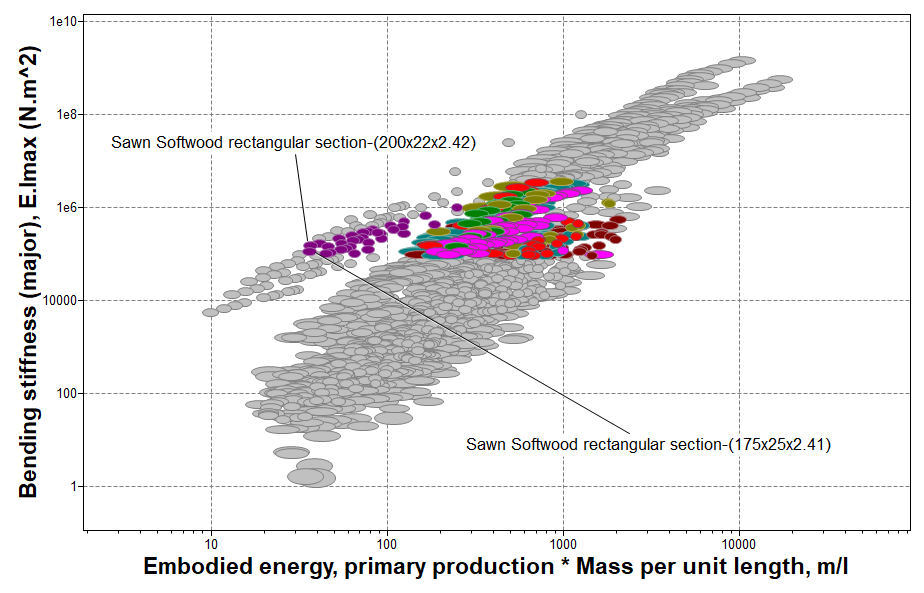 Bending stiffness (major), E.Imax (N.m^2)
1e10
1e8
1e6
10000
100
1
Sawn Softwood rectangular section-(200x22x2.42)
Sawn Softwood rectangular section-(175x25x2.41)
10
100
1000
10000
Embodied energy, primary production * Mass per unit length, m/l